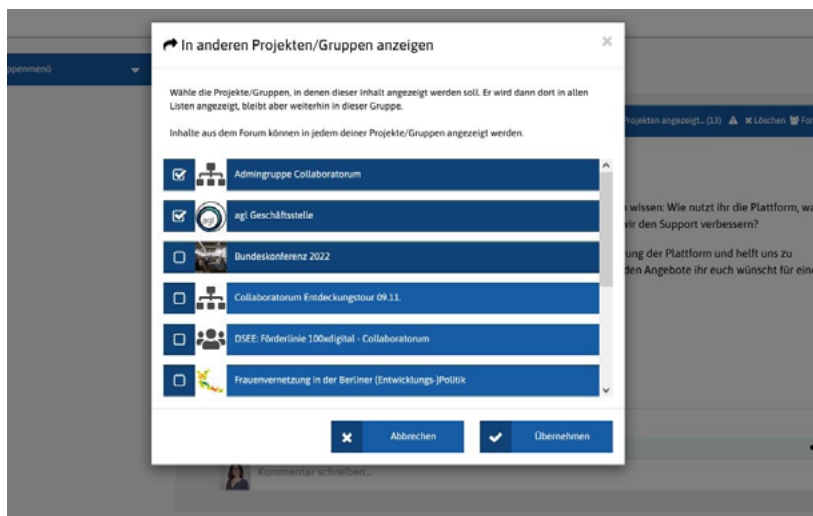 In anderen Projekten/Gruppen anzeigen
Wähle die Projekte/Gruppen, in denen dieser Inhalt angezeigt werden soll. Er wird dann dort in allen
Listen angezeigt, bleibt aber weiterhin in dieser Gruppe.
Inhalte aus dem Forum können in jedem deiner Projekte/Gruppen angezeigt werden.
Admingruppe Collaboratorum
agl
agl Geschäftsstelle
Bundeskonferenz 2022
Collaboratorum Entdeckungstour 09.11.
DSEE: Förderlinie 100xdigital - Collaboratorum
Frauenvernetzung in der Berliner (Entwicklungs-)Politik
Abbrechen
Übernehmen
ppenmenü
Projekten angezeigt... (13) Löschen For
wissen: Wie nutzt ihr die Plattform, wa
wir den Support verbessern?
ung der Plattform und helft uns zu
den Angebote ihr euch wünscht für eine
Kommentar schreiben...